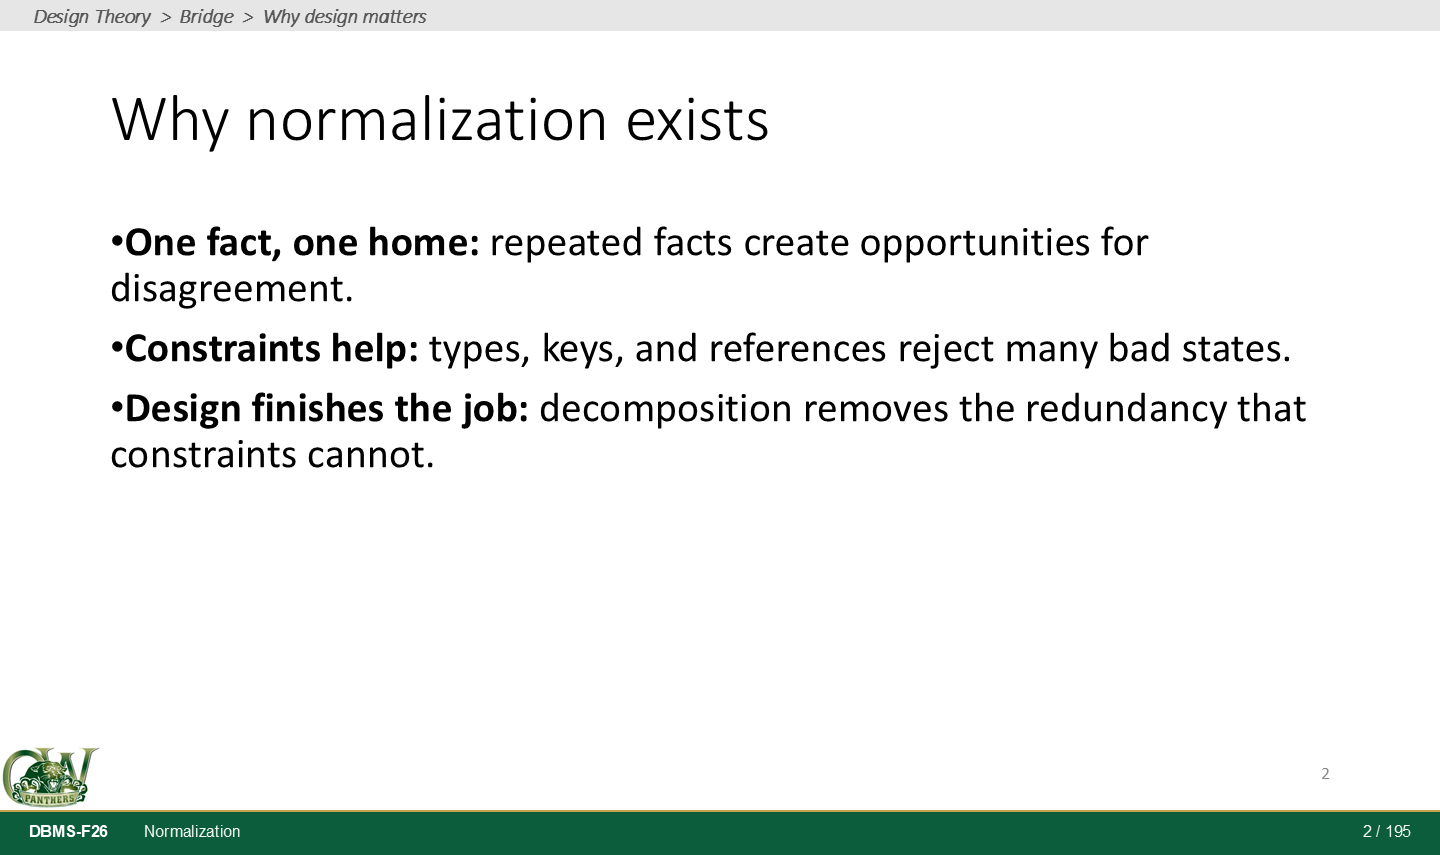 Design Theory > Bridge > Why design matters
Why normalization exists
•One fact, one home: repeated facts create opportunities for
disagreement.
•Constraints help: types, keys, and references reject many bad states.
•Design finishes the job: decomposition removes the redundancy that
constraints cannot.
OW
PANTHERS
2
DBMS-F26 Normalization 2 / 195